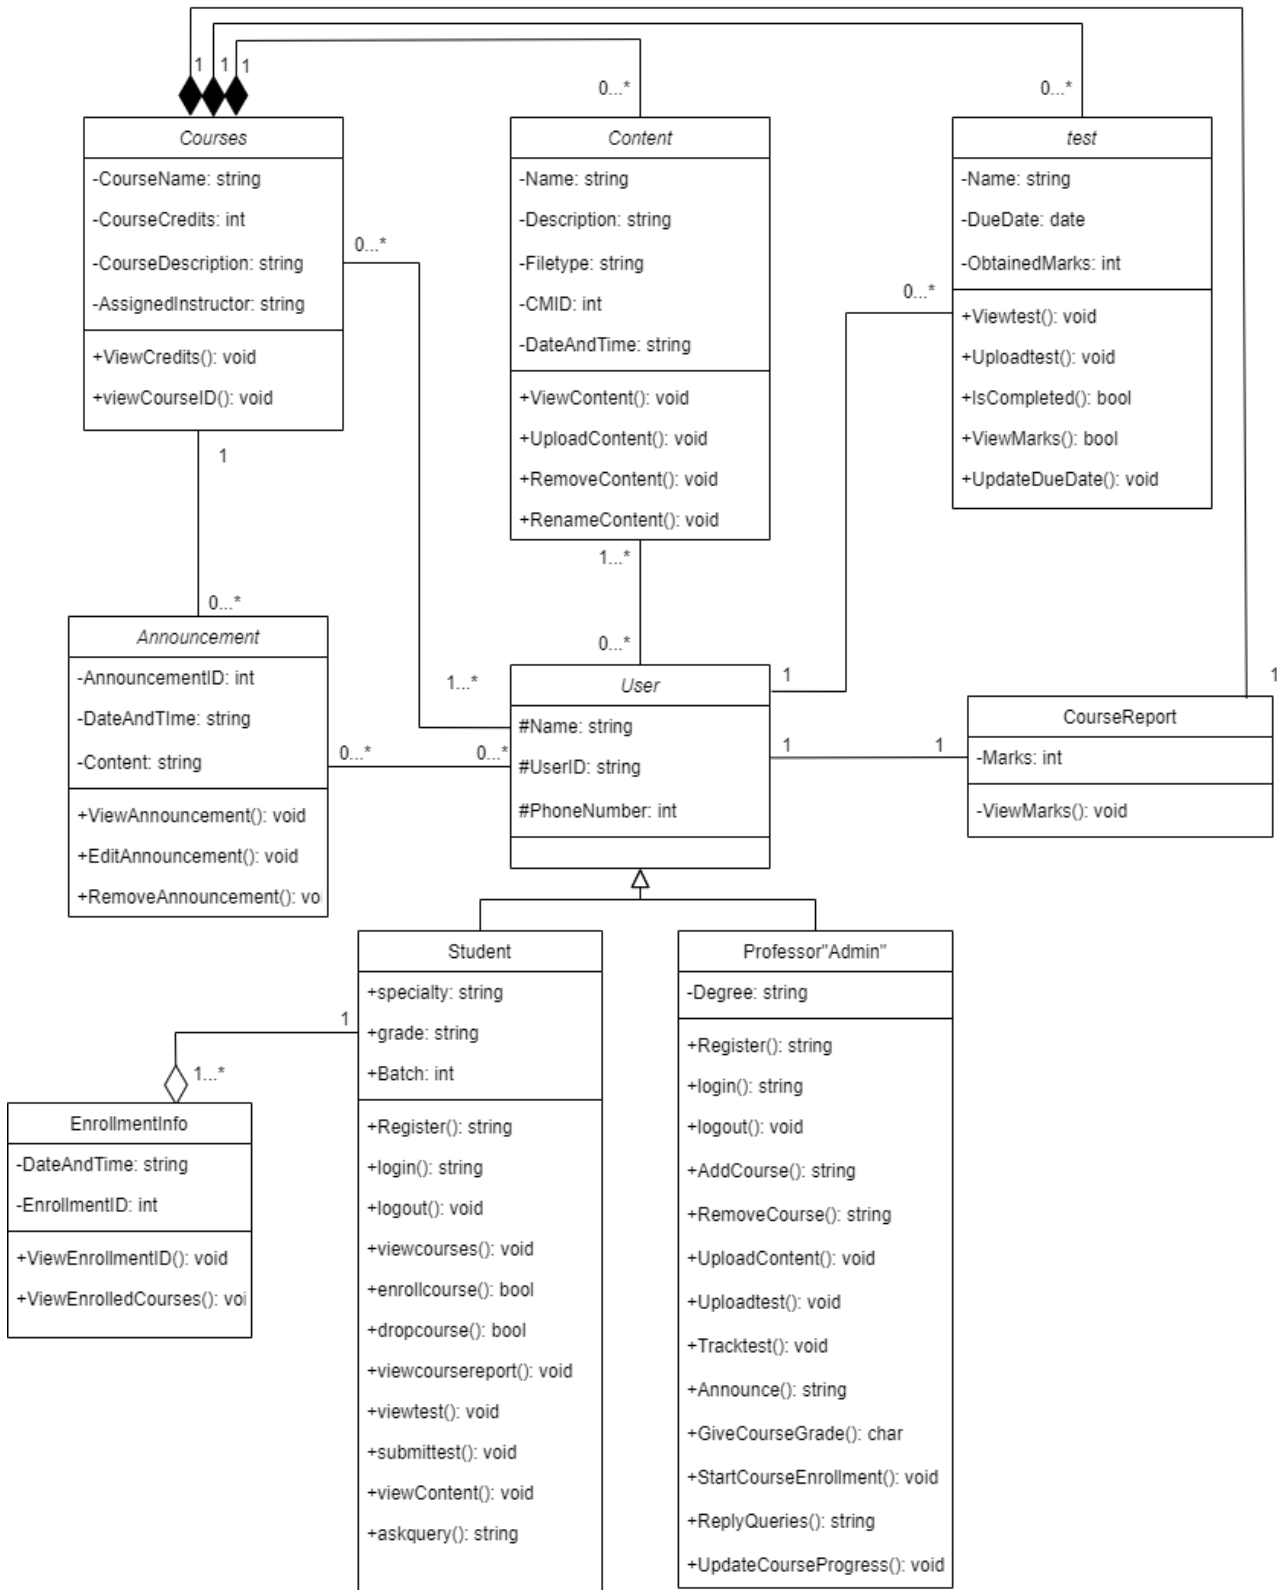 1
1
1
0...*
0...*
Courses
-CourseName: string
-CourseCredits: int
-CourseDescription: string
-AssignedInstructor: string
+ViewCredits(): void
+viewCourseID(): void
Content
-Name: string
-Description: string
-Filetype: string
-CMID: int
-DateAndTime: string
+ViewContent(): void
+UploadContent(): void
+RemoveContent(): void
+RenameContent(): void
test
-Name: string
-DueDate: date
-ObtainedMarks: int
+Viewtest(): void
+Uploadtest(): void
+IsCompleted(): bool
+ViewMarks(): bool
+UpdateDueDate(): void
0...*
0...*
1
1...*
0...*
0...*
1...*
1
1
Announcement
-AnnouncementID: int
-DateAndTIme: string
-Content: string
+ViewAnnouncement(): void
+EditAnnouncement(): void
+RemoveAnnouncement(): vo
0...*
0...*
User
#Name: string
#UserID: string
#PhoneNumber: int
1
1
CourseReport
-Marks: int
-ViewMarks(): void
Student
+specialty: string
+grade: string
+Batch: int
+Register(): string
+login(): string
+logout(): void
+viewcourses(): void
+enrollcourse(): bool
+dropcourse(): bool
+viewcoursereport(): void
+viewtest(): void
+submittest(): void
+viewContent(): void
+askquery(): string
Professor"Admin"
-Degree: string
+Register(): string
+login(): string
+logout(): void
+AddCourse(): string
+RemoveCourse(): string
+UploadContent(): void
+Uploadtest(): void
+Tracktest(): void
+Announce(): string
+GiveCourseGrade(): char
+StartCourseEnrollment(): void
+ReplyQueries(): string
+UpdateCourseProgress(): void
1
1...*
EnrollmentInfo
-DateAndTime: string
-EnrollmentID: int
+ViewEnrollmentID(): void
+ViewEnrolledCourses(): voi